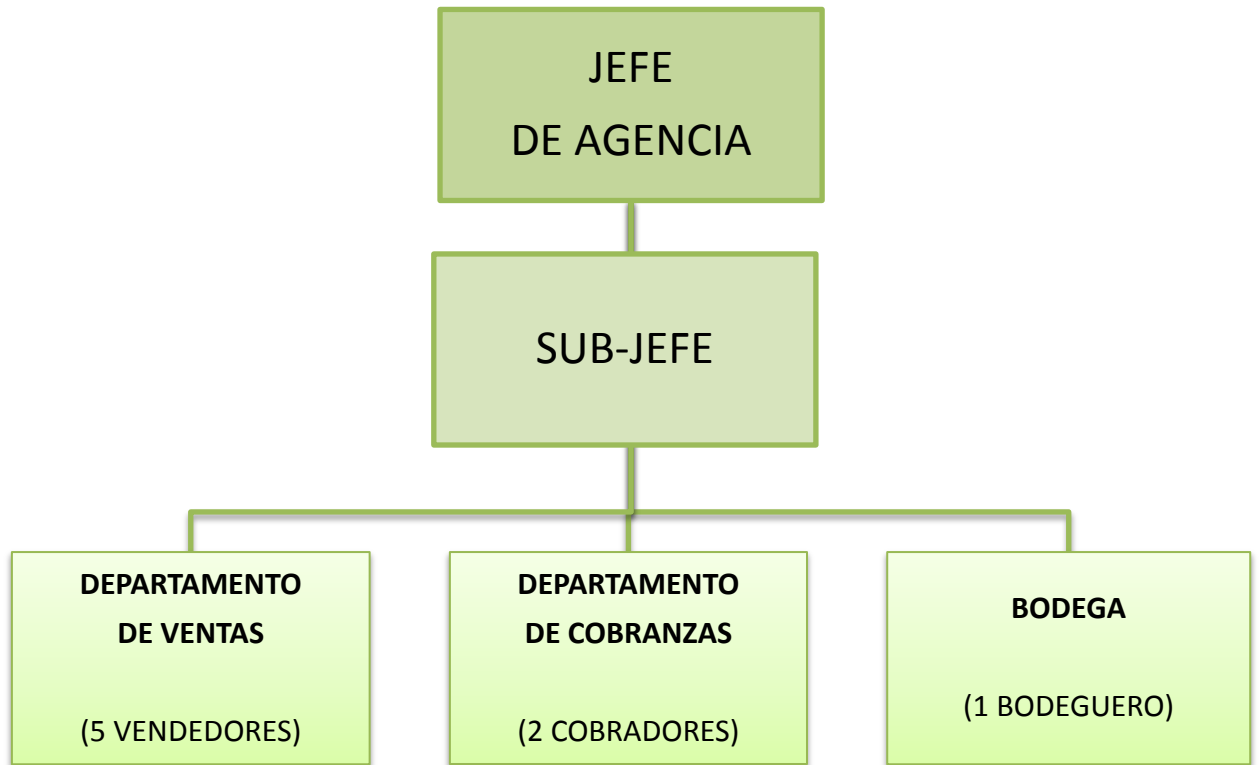 JEFE
DE AGENCIA
SUB-JEFE
DEPARTAMENTO
DE VENTAS
(5 VENDEDORES)
DEPARTAMENTO
DE COBRANZAS
(2 COBRADORES)
BODEGA
(1 BODEGUERO)